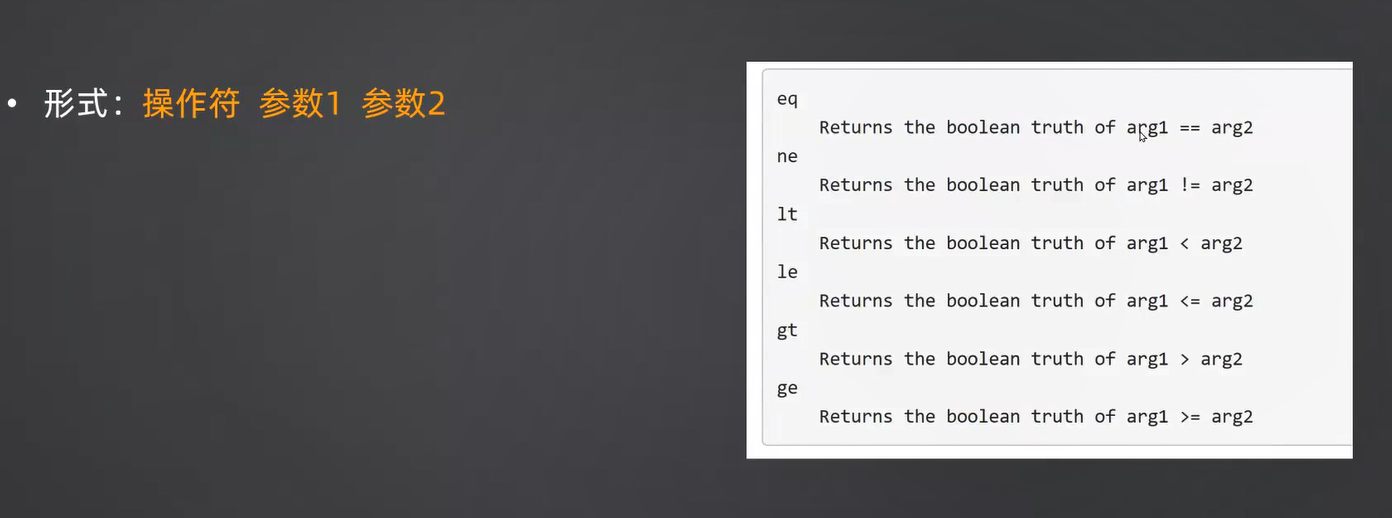 • 形式：操作符 参数1 参数2
eq
Returns the boolean truth of arg1 == arg2
ne
Returns the boolean truth of arg1 != arg2
lt
Returns the boolean truth of arg1 < arg2
le
Returns the boolean truth of arg1 <= arg2
gt
Returns the boolean truth of arg1 > arg2
ge
Returns the boolean truth of arg1 >= arg2